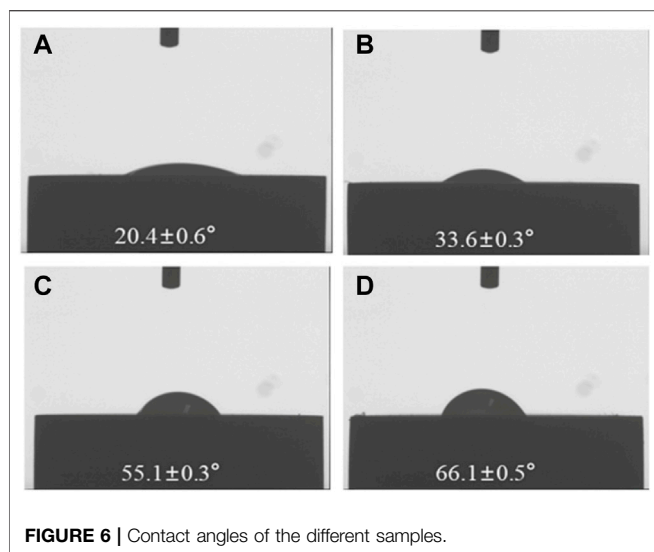 A
B
20.4±0.6°
33.6±0.3°
C
D
55.1±0.3°
66.1±0.5°
FIGURE 6 | Contact angles of the different samples.